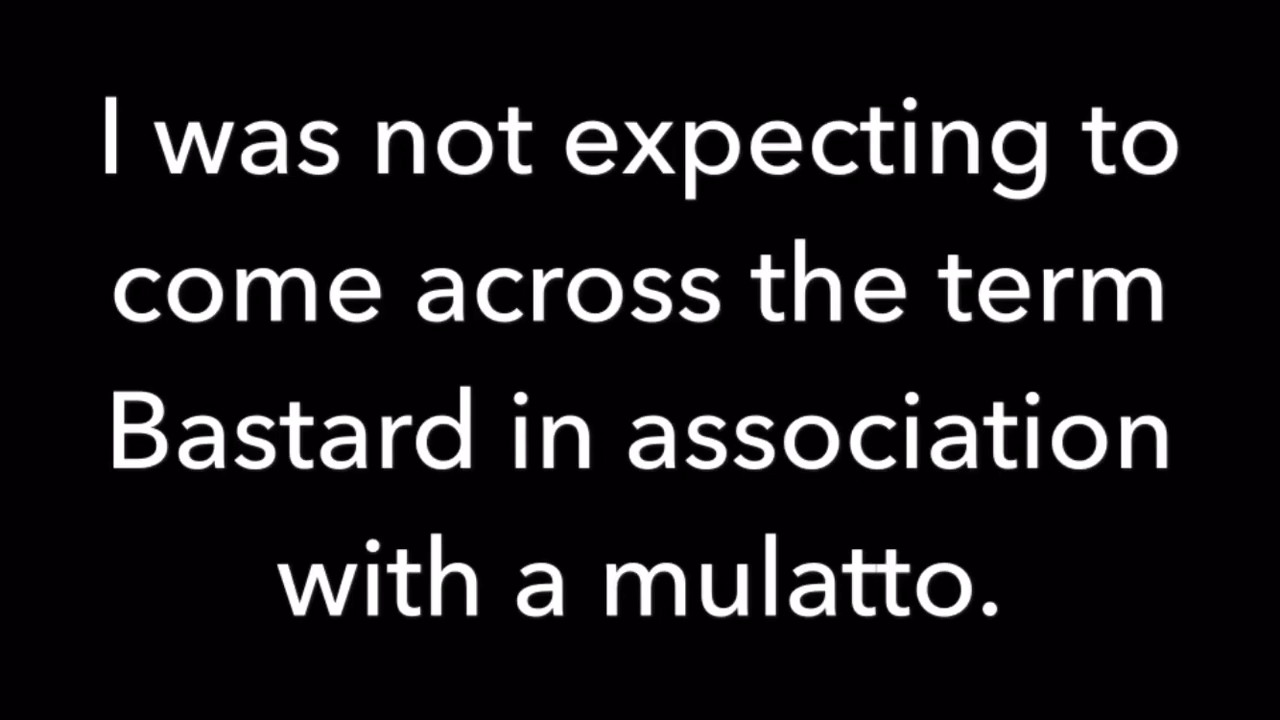 I was not expecting to
come across the term
Bastard in association
with a mulatto.